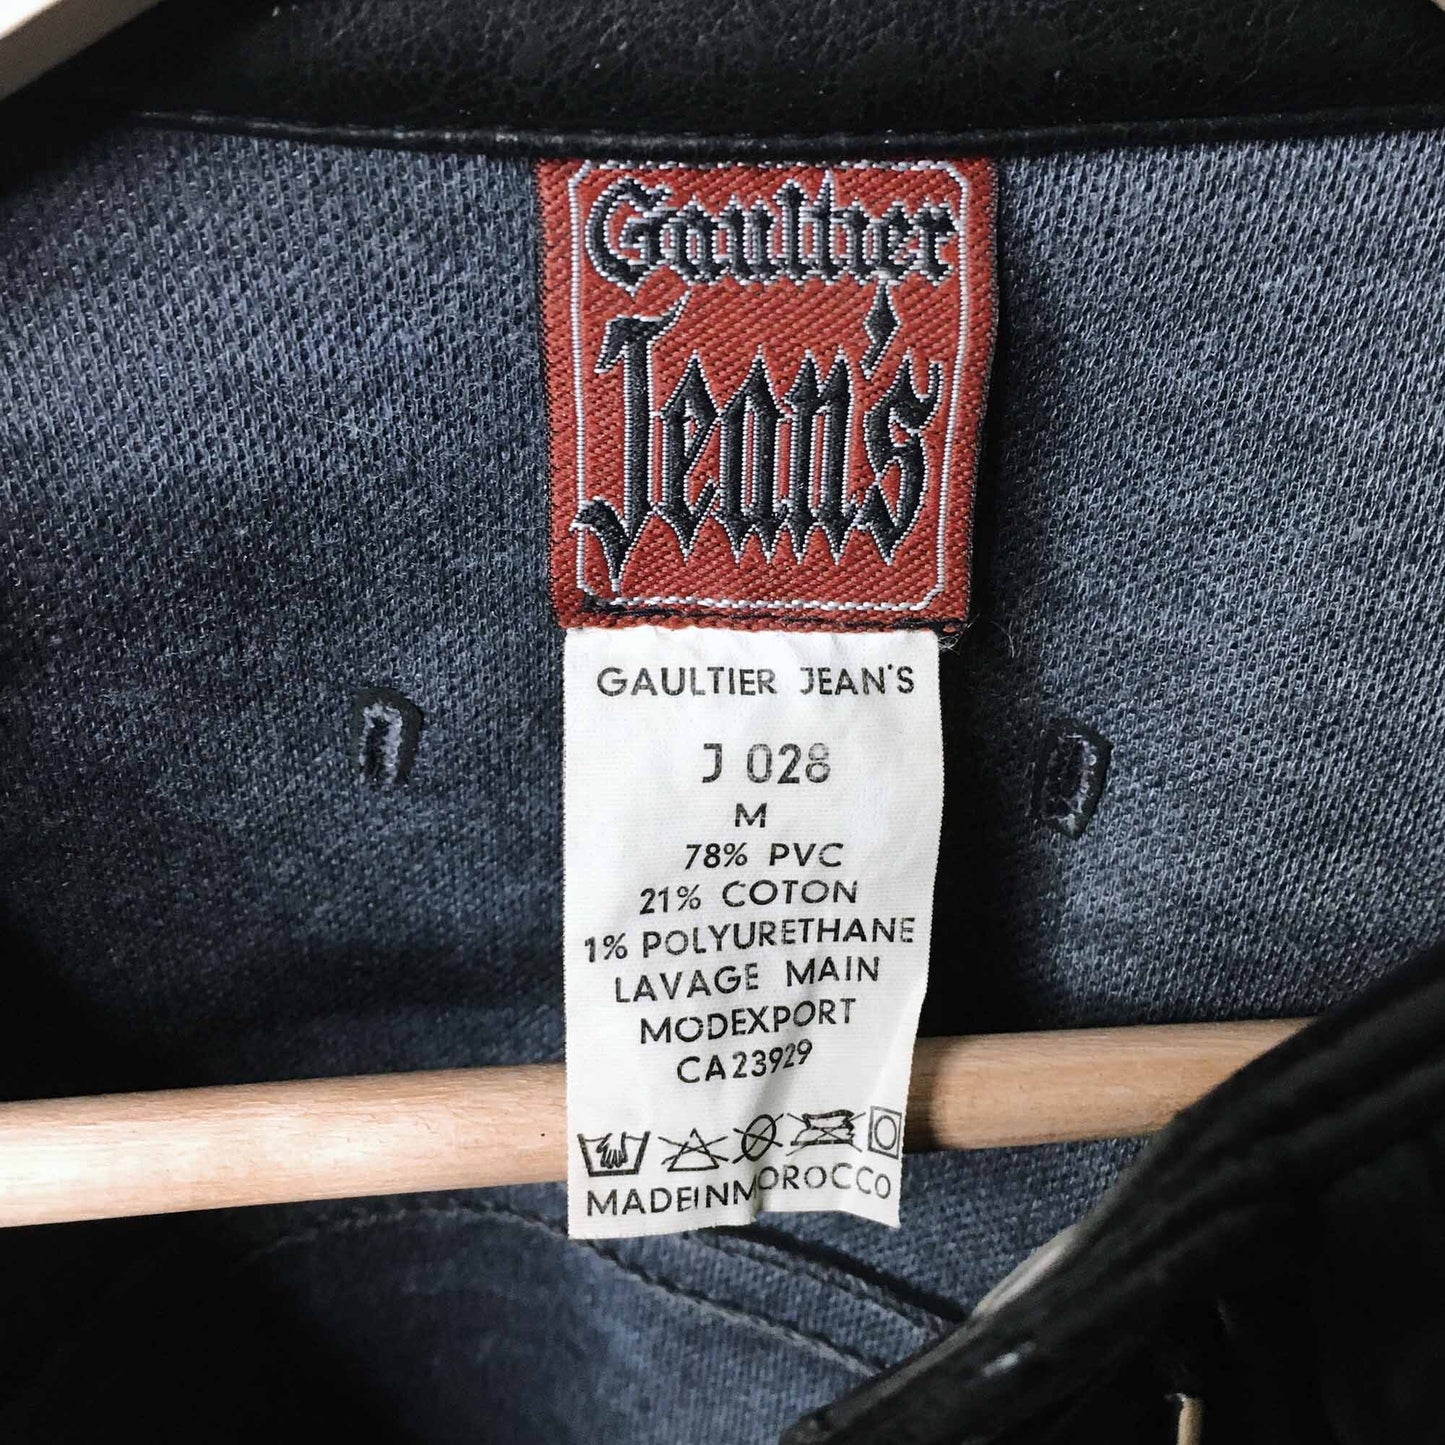 Gaultier
Jean's
GAULTIER JEAN'S
J 028
M
78% PVC
21% COTON
1% POLYURETHANE
LAVAGE MAIN
MODEXPORT
CA23929
MADEINMOROCCO